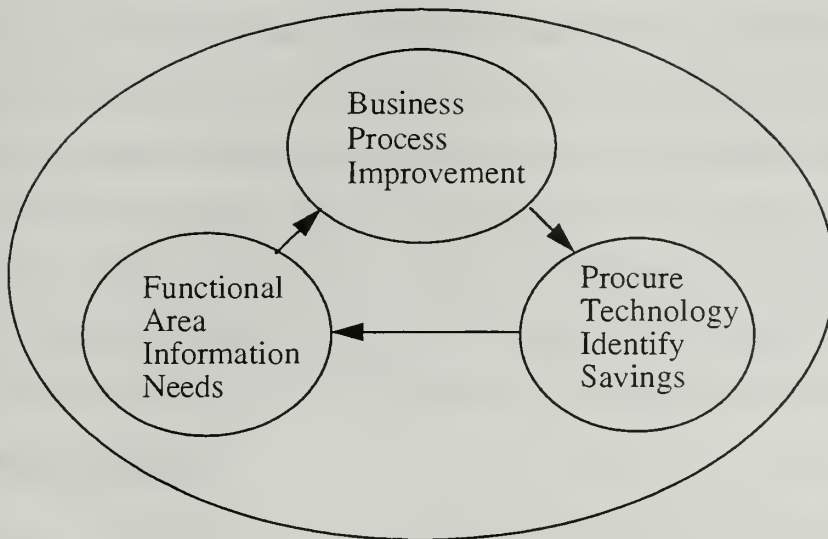 Business
Process
Improvement
Functional
Area
Information
Needs
Procure
Technology
Identify
Savings